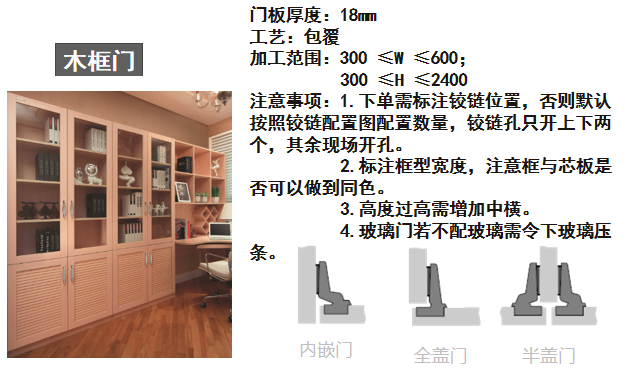 木框门
门板厚度：18mm
工艺：包覆
加工范围：300 ≤W ≤600；
300 ≤H ≤2400
注意事项：1.下单需标注铰链位置，否则默认
按照铰链配置图配置数量，铰链孔只开上下两
个，其余现场开孔。
2.标注框型宽度，注意框与芯板是
否可以做到同色。
3.高度过高需增加中横。
4.玻璃门若不配玻璃需令下玻璃压
条。
内嵌门
全盖门
半盖门